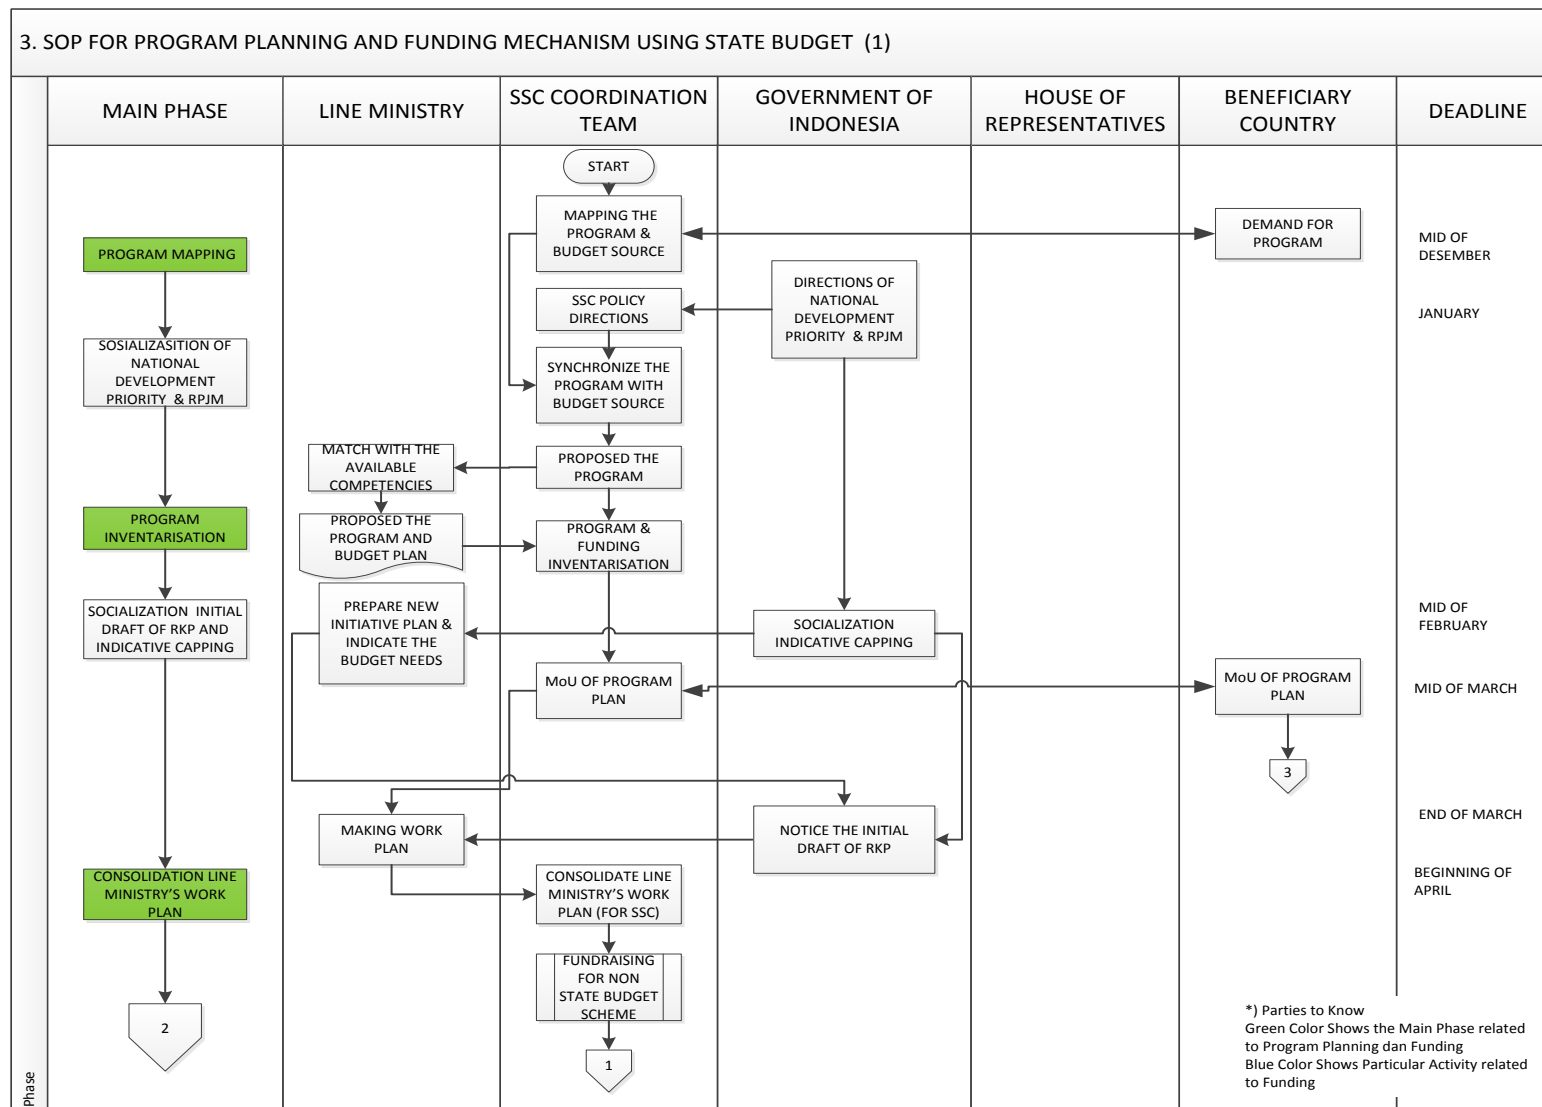 3. SOP FOR PROGRAM PLANNING AND FUNDING MECHANISM USING STATE BUDGET (1)
MAIN PHASE
LINE MINISTRY
SSC COORDINATION
TEAM
GOVERNMENT OF
INDONESIA
HOUSE OF
REPRESENTATIVES
BENEFICIARY
COUNTRY
DEADLINE
START
MAPPING THE
PROGRAM &
BUDGET SOURCE
DEMAND FOR
PROGRAM
MID OF
DESEMBER
PROGRAM MAPPING
DIRECTIONS OF
NATIONAL
DEVELOPMENT
PRIORITY & RPJM
SSC POLICY
DIRECTIONS
JANUARY
SOSIALIZASITION OF
NATIONAL
DEVELOPMENT
PRIORITY & RPJM
SYNCHRONIZE THE
PROGRAM WITH
BUDGET SOURCE
MATCH WITH THE
AVAILABLE
COMPETENCIES
PROPOSED THE
PROGRAM
PROGRAM
INVENTARISATION
PROPOSED THE
PROGRAM AND
BUDGET PLAN
PROGRAM &
FUNDING
INVENTARISATION
SOCIALIZATION INITIAL
DRAFT OF RKP AND
INDICATIVE CAPPING
PREPARE NEW
INITIATIVE PLAN &
INDICATE THE
BUDGET NEEDS
SOCIALIZATION
INDICATIVE CAPPING
MID OF
FEBRUARY
MoU OF PROGRAM
PLAN
MoU OF PROGRAM
PLAN
MID OF MARCH
3
MAKING WORK
PLAN
NOTICE THE INITIAL
DRAFT OF RKP
END OF MARCH
CONSOLIDATION LINE
MINISTRY’S WORK
PLAN
CONSOLIDATE LINE
MINISTRY’S WORK
PLAN (FOR SSC)
BEGINNING OF
APRIL
FUNDRAISING
FOR NON
STATE BUDGET
SCHEME
2
1
*) Parties to Know
Green Color Shows the Main Phase related
to Program Planning dan Funding
Blue Color Shows Particular Activity related
to Funding
Phase